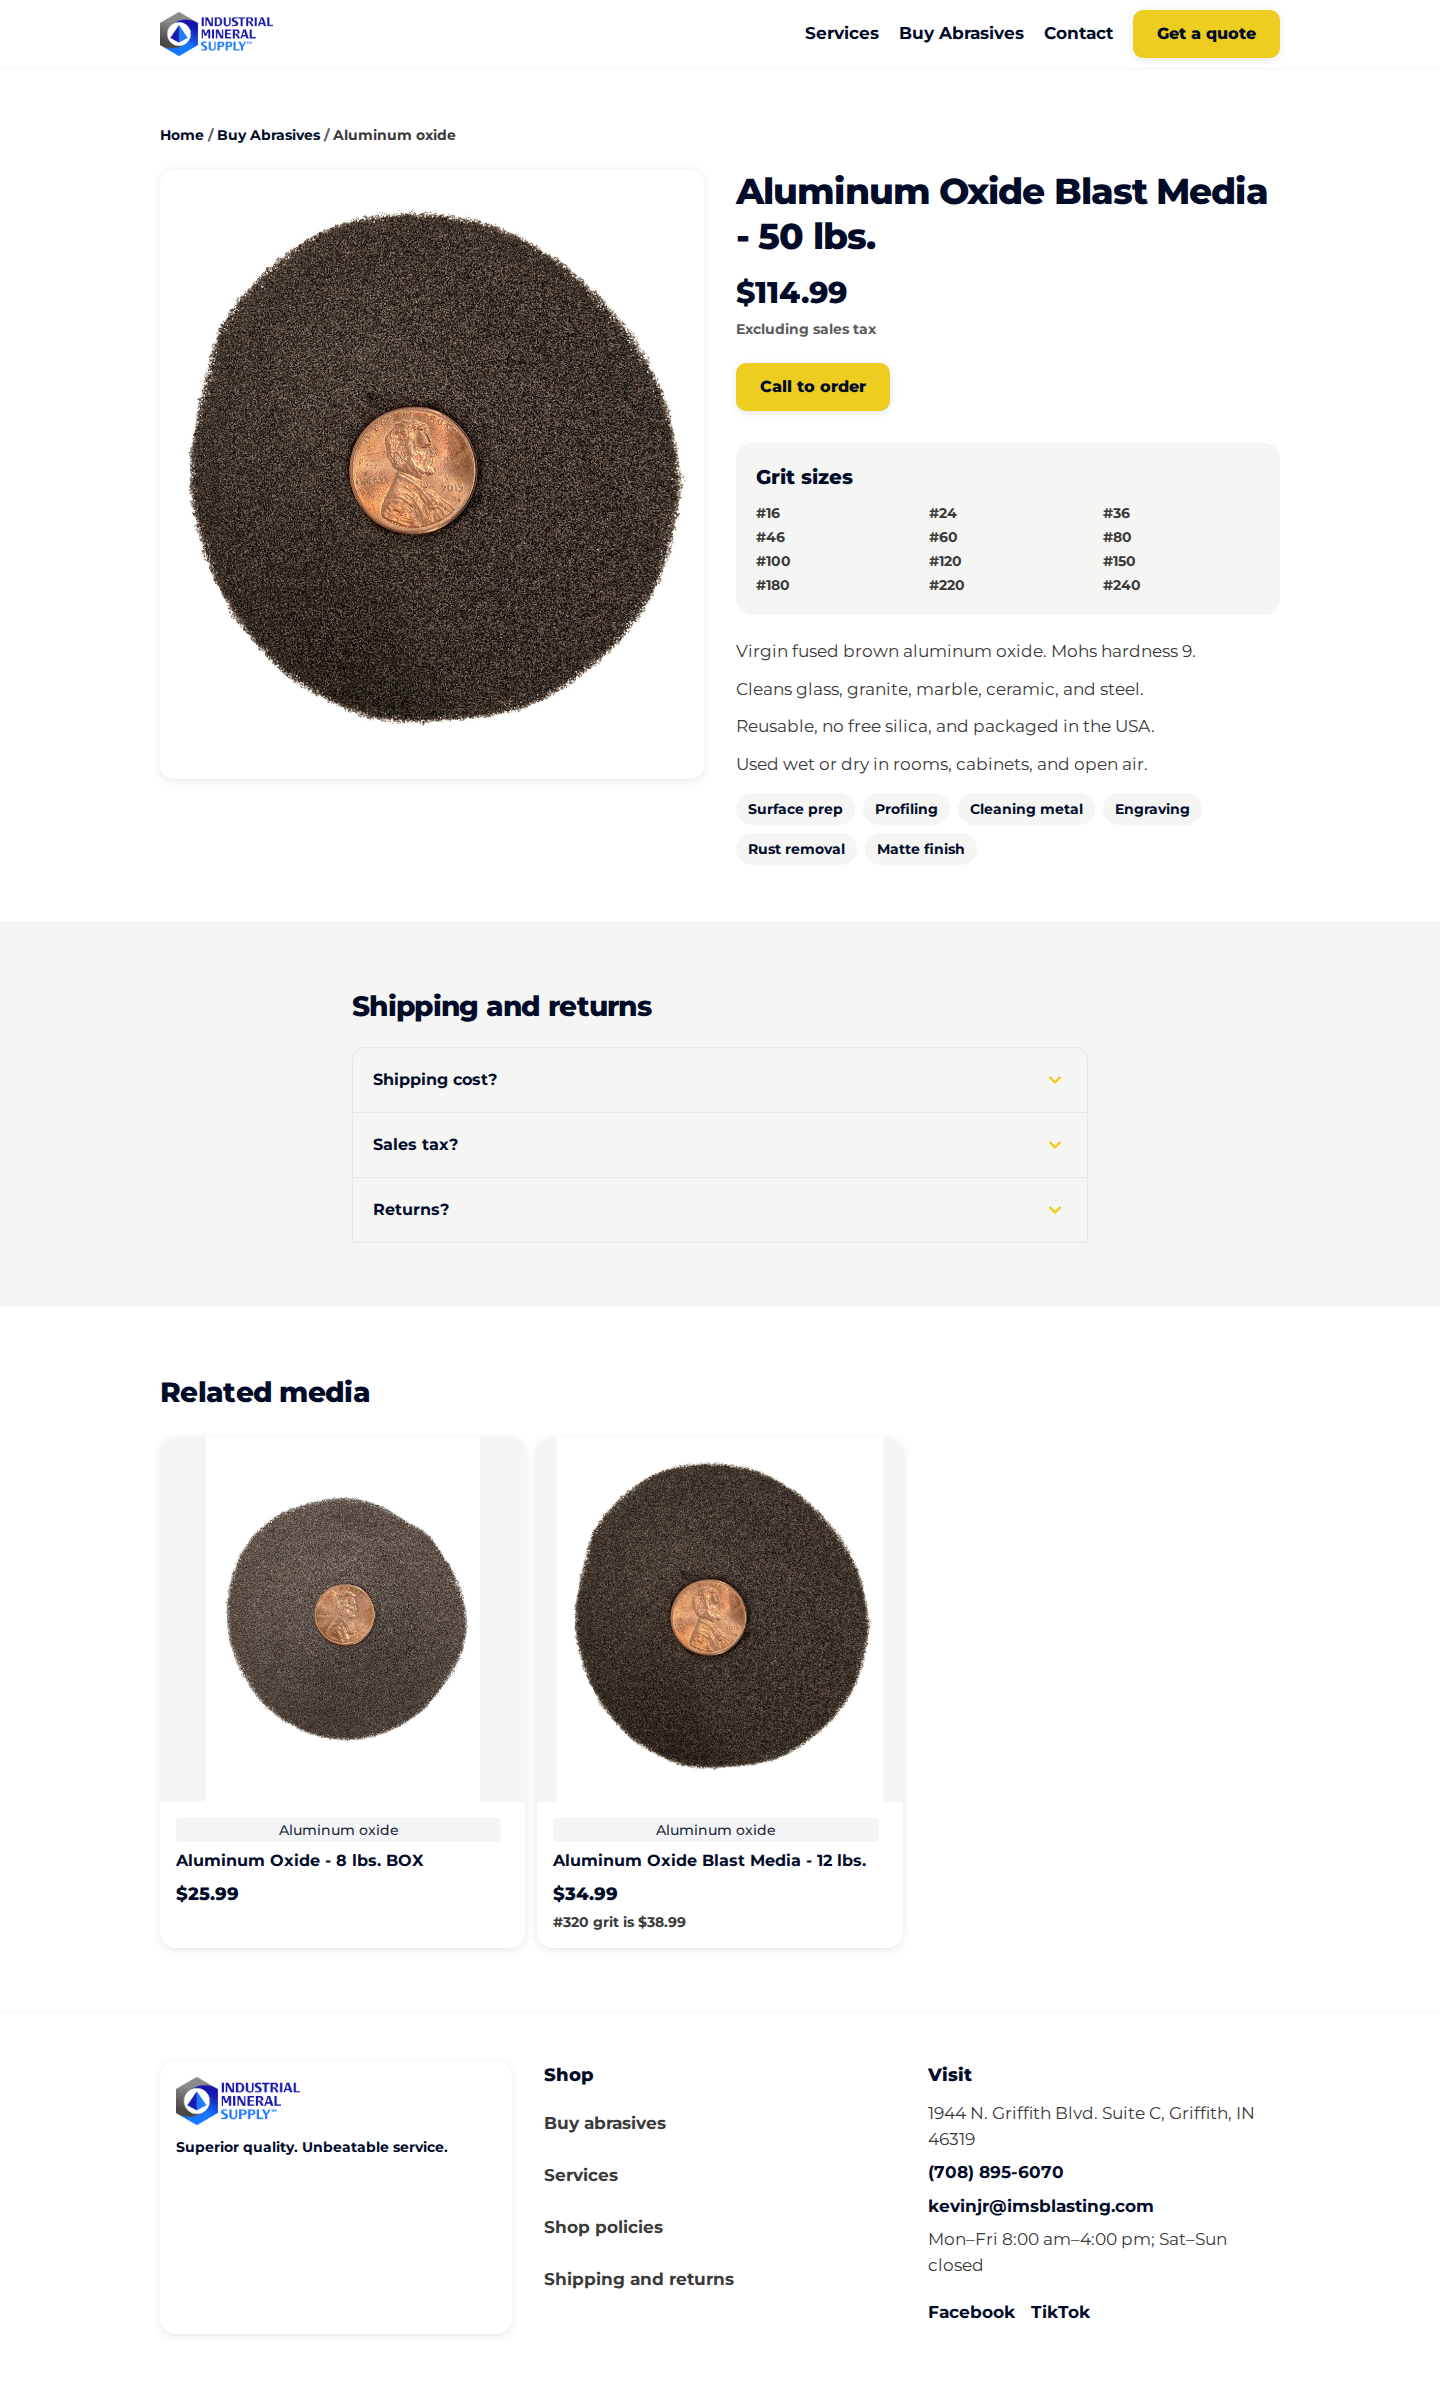 INDUSTRIAL
MINERAL
SUPPLY™
Services
Buy Abrasives
Contact
Get a quote
Home / Buy Abrasives / Aluminum oxide
Aluminum Oxide Blast Media
- 50 lbs.
$114.99
Excluding sales tax
Call to order
Grit sizes
#16 #24 #36
#46 #60 #80
#100 #120 #150
#180 #220 #240
Virgin fused brown aluminum oxide. Mohs hardness 9.
Cleans glass, granite, marble, ceramic, and steel.
Reusable, no free silica, and packaged in the USA.
Used wet or dry in rooms, cabinets, and open air.
Surface prep
Profiling
Cleaning metal
Engraving
Rust removal
Matte finish
Shipping and returns
Shipping cost?
Sales tax?
Returns?
Related media
Aluminum oxide
Aluminum Oxide - 8 lbs. BOX
$25.99
Aluminum oxide
Aluminum Oxide Blast Media - 12 lbs.
$34.99
#320 grit is $38.99
INDUSTRIAL
MINERAL
SUPPLY™
Superior quality. Unbeatable service.
Shop
Buy abrasives
Services
Shop policies
Shipping and returns
Visit
1944 N. Griffith Blvd. Suite C, Griffith, IN
46319
(708) 895-6070
kevinjr@imsblasting.com
Mon–Fri 8:00 am–4:00 pm; Sat–Sun
closed
Facebook
TikTok